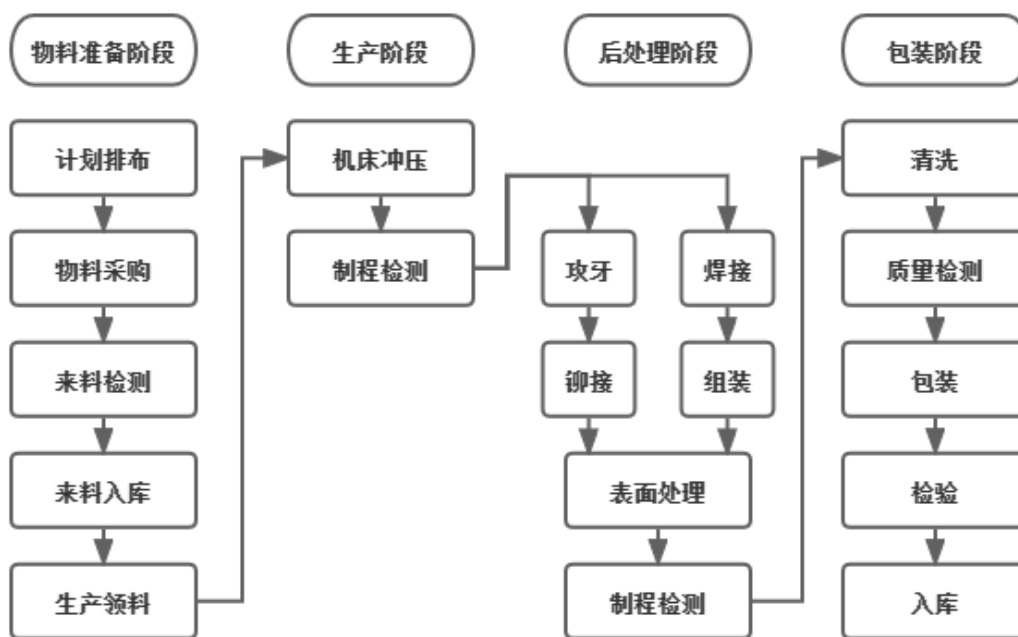 物料准备阶段
计划排布
物料采购
来料检测
来料入库
生产领料
生产阶段
机床冲压
制程检测
后处理阶段
攻牙
焊接
铆接
组装
表面处理
制程检测
包装阶段
清洗
质量检测
包装
检验
入库